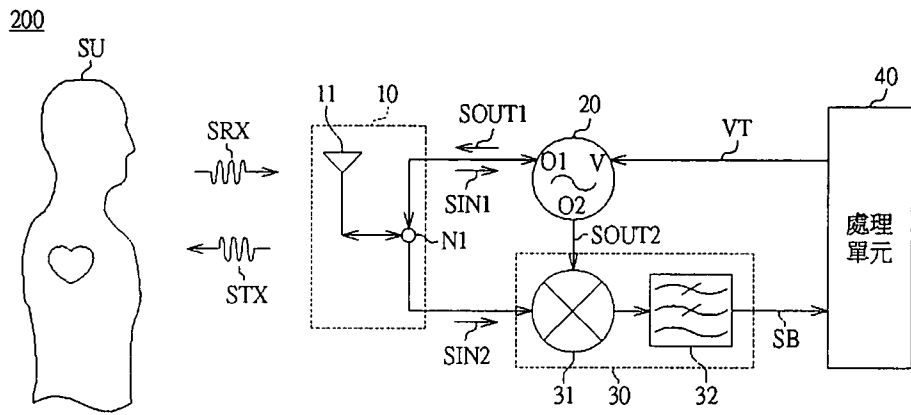 200
SU
SRX
STX
10
11
N1
SOUT1
SIN1
20
O1 V
O2
SOUT2
VT
40
處理
單元
SIN2
31
30
32
SB